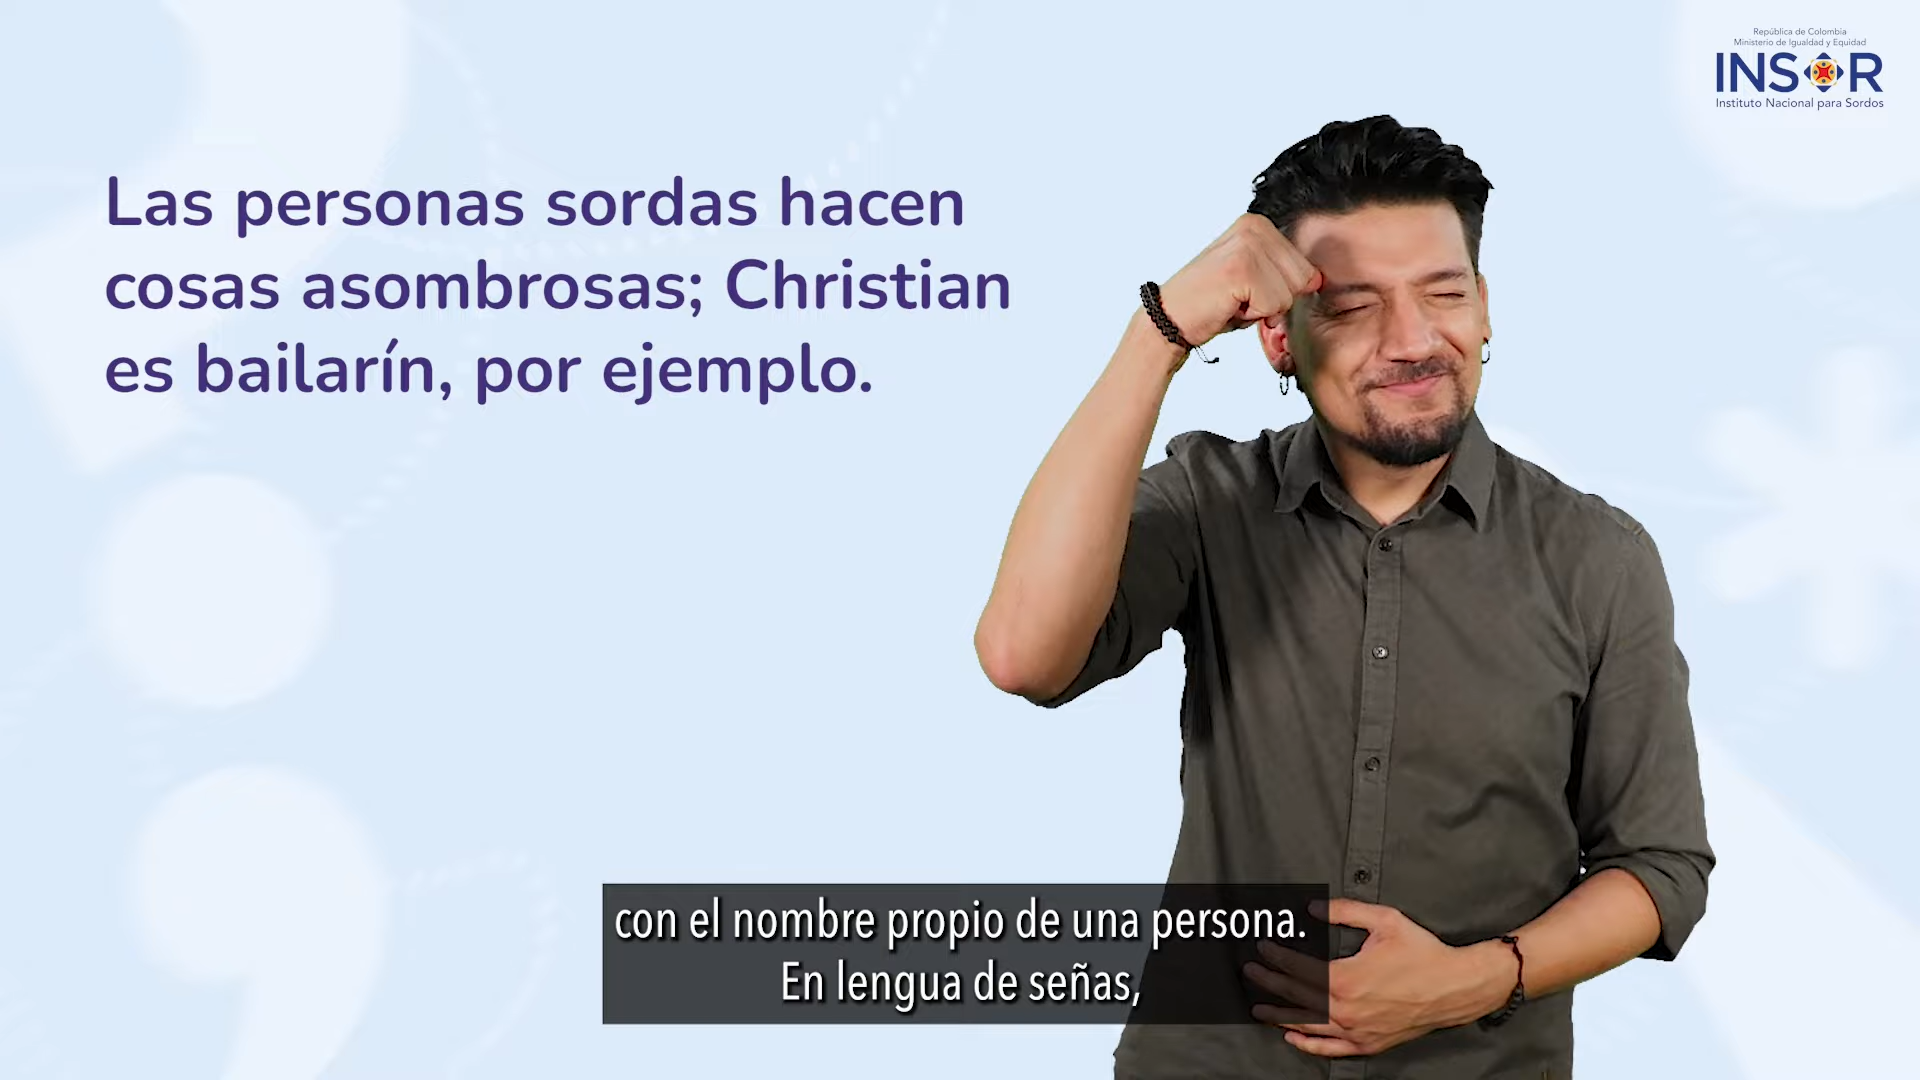 República de Colombia
Ministerio de Igualdad y Equidad
INSOR
Instituto Nacional para Sordos
Las personas sordas hacen
cosas asombrosas; Christian
es bailarín, por ejemplo.
con el nombre propio de una persona.
En lengua de señas,